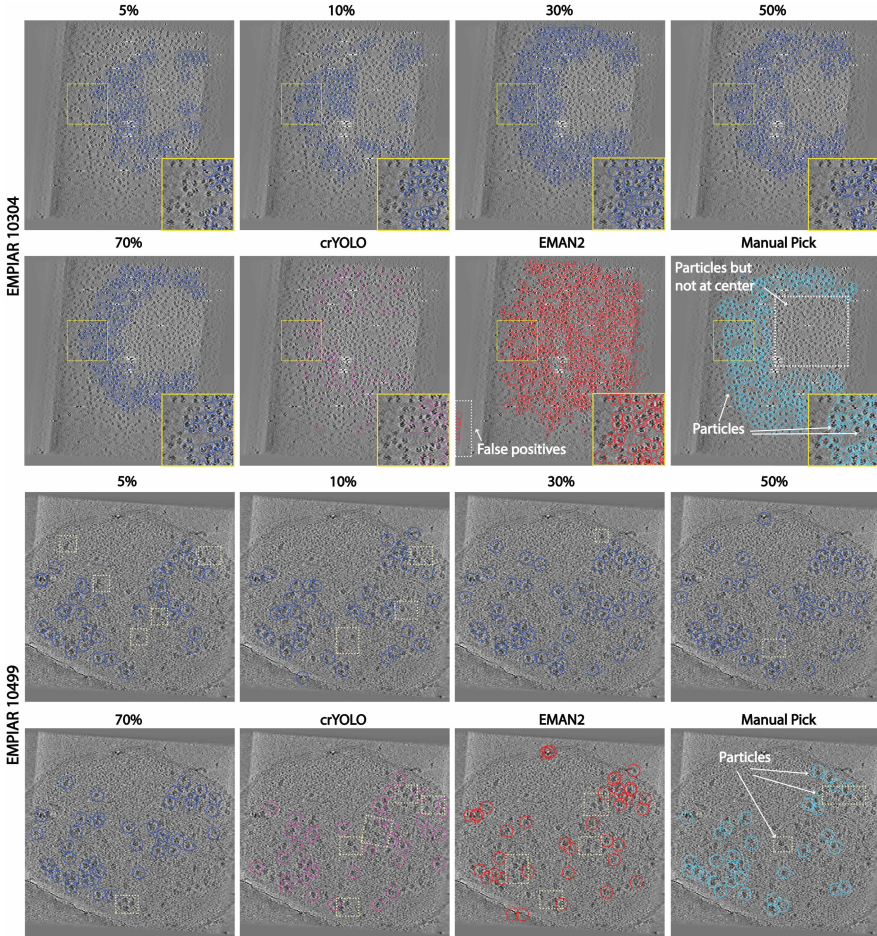 5%
10%
30%
50%
EMPIAR 10304
70%
crYOLO
EMAN2
Manual Pick
Particles but
not at center
Particles
False positives
5%
10%
30%
50%
EMPIAR 10499
70%
crYOLO
EMAN2
Manual Pick
Particles